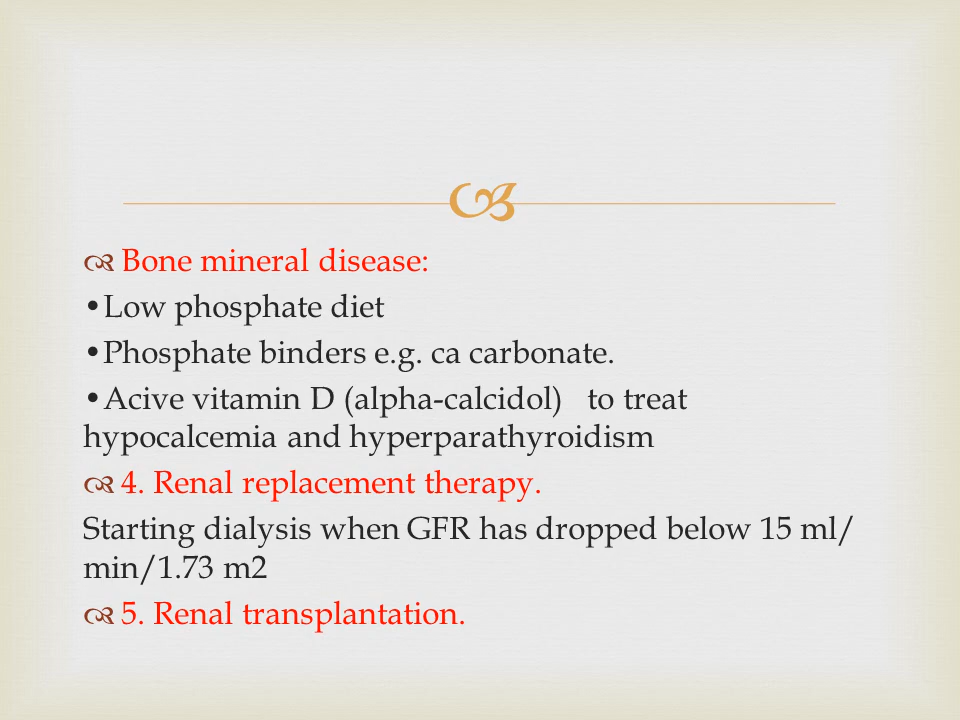 Bone mineral disease:
•Low phosphate diet
•Phosphate binders e.g. ca carbonate.
•Acive vitamin D (alpha-calcidol) to treat
hypocalcemia and hyperparathyroidism
4. Renal replacement therapy.
Starting dialysis when GFR has dropped below 15 ml/
min/1.73 m2
5. Renal transplantation.